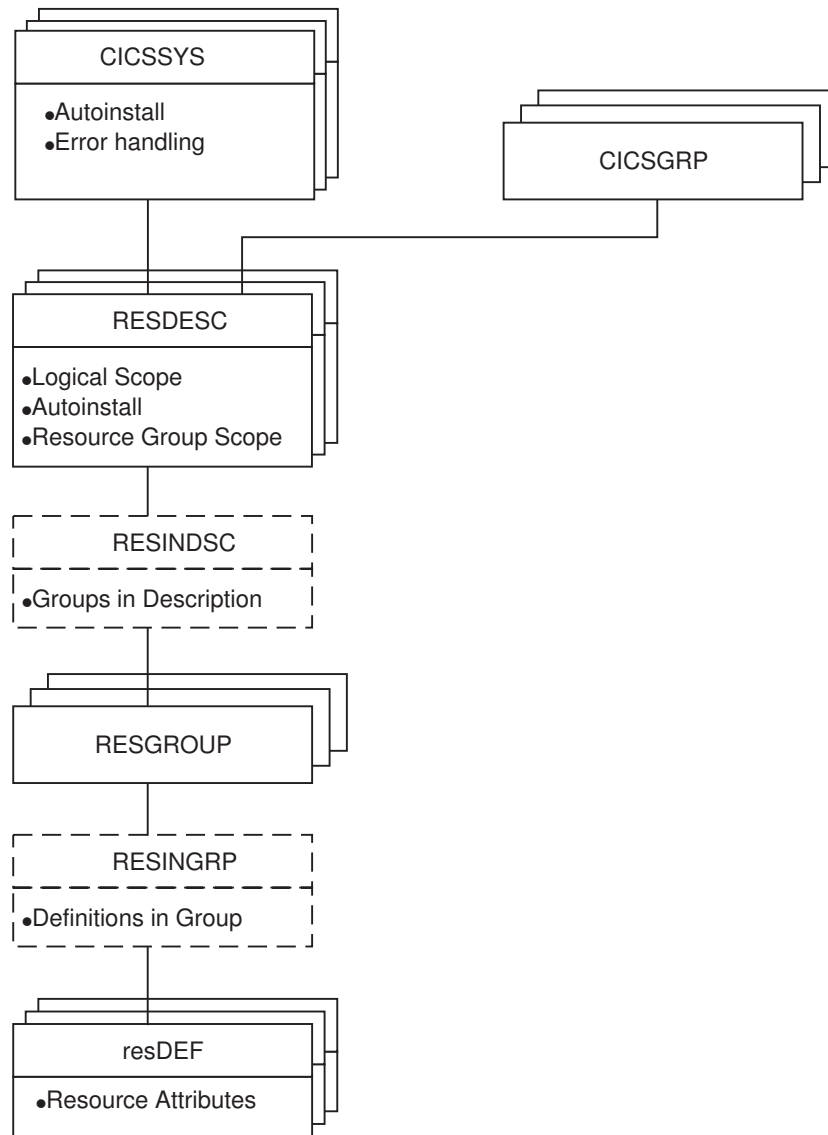 CICSSYS
●Autoinstall
●Error handling
CICSGRP
RESDESC
●Logical Scope
●Autoinstall
●Resource Group Scope
RESINDSC
●Groups in Description
RESGROUP
RESINGRP
●Definitions in Group
resDEF
●Resource Attributes